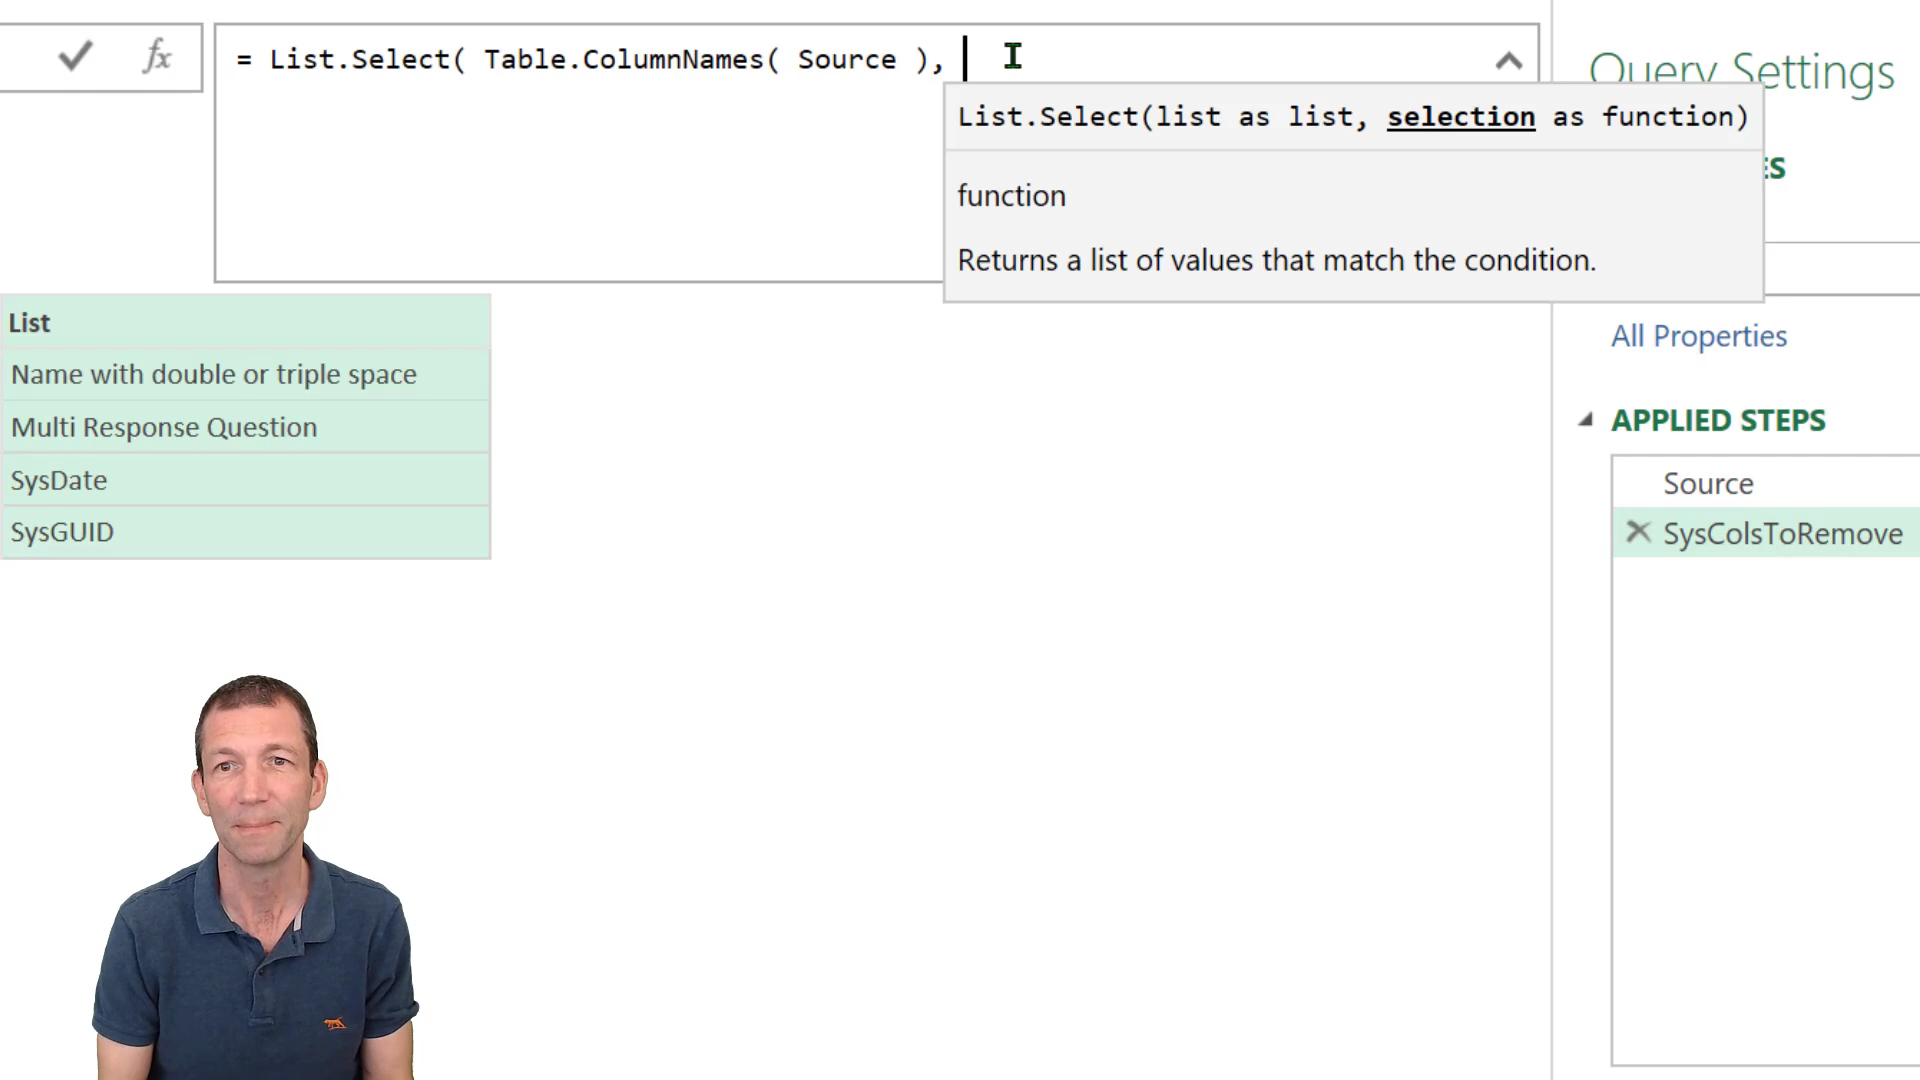 fx
= List.Select( Table.ColumnNames( Source ),
List.Select(list as list, selection as function)
function
Returns a list of values that match the condition.
Query Settings
ES
All Properties
APPLIED STEPS
Source
SysColsToRemove
List
Name with double or triple space
Multi Response Question
SysDate
SysGUID